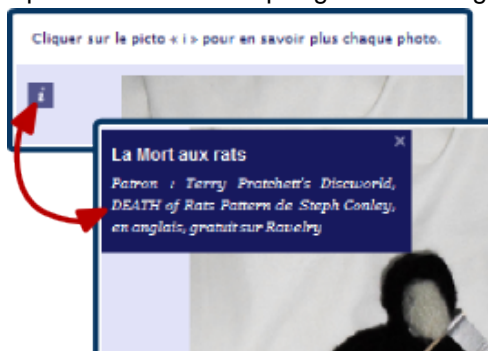 Cliquer sur le picto « i » pour en savoir plus chaque photo.
i
La Mort aux rats
×
Patron : Terry Pratchett's Discworld,
DEATH of Rats Pattern de Steph Conley,
en anglais, gratuit sur Ravelry